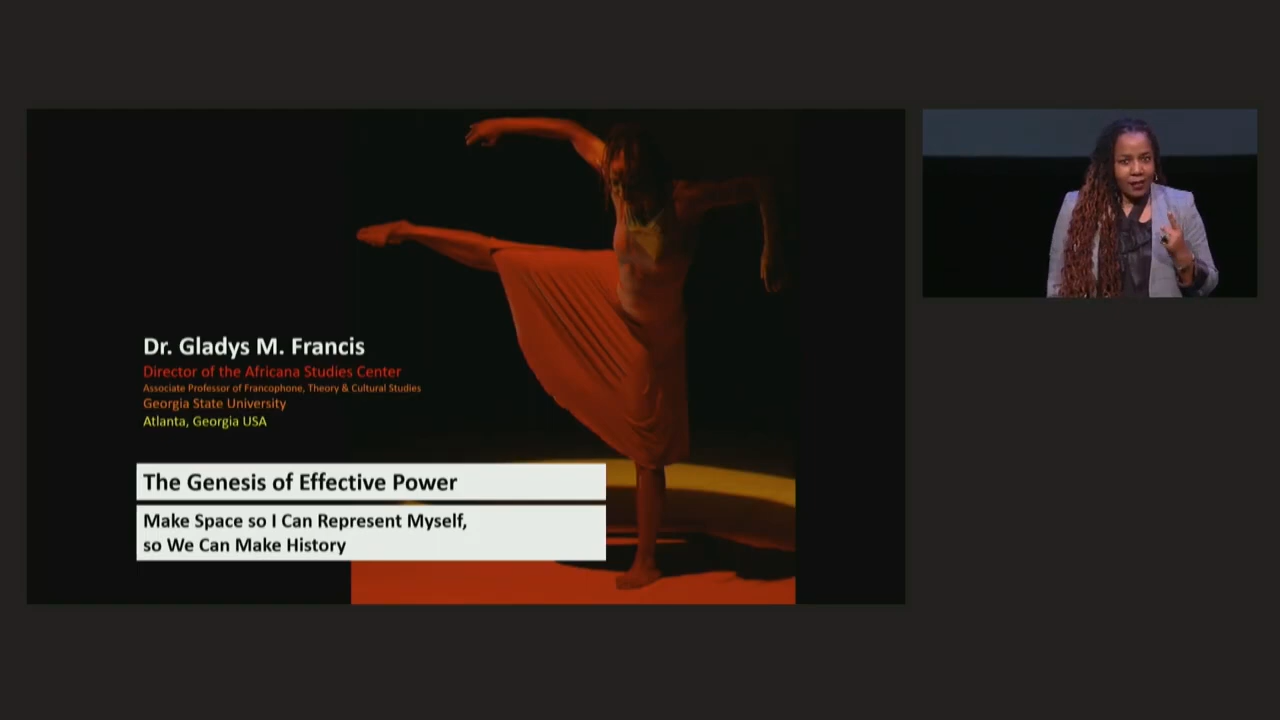 Dr. Gladys M. Francis
Director of the Africana Studies Center
Associate Professor of Francophone, Theory & Cultural Studies
Georgia State University
Atlanta, Georgia USA
The Genesis of Effective Power
Make Space so I Can Represent Myself,
so We Can Make History